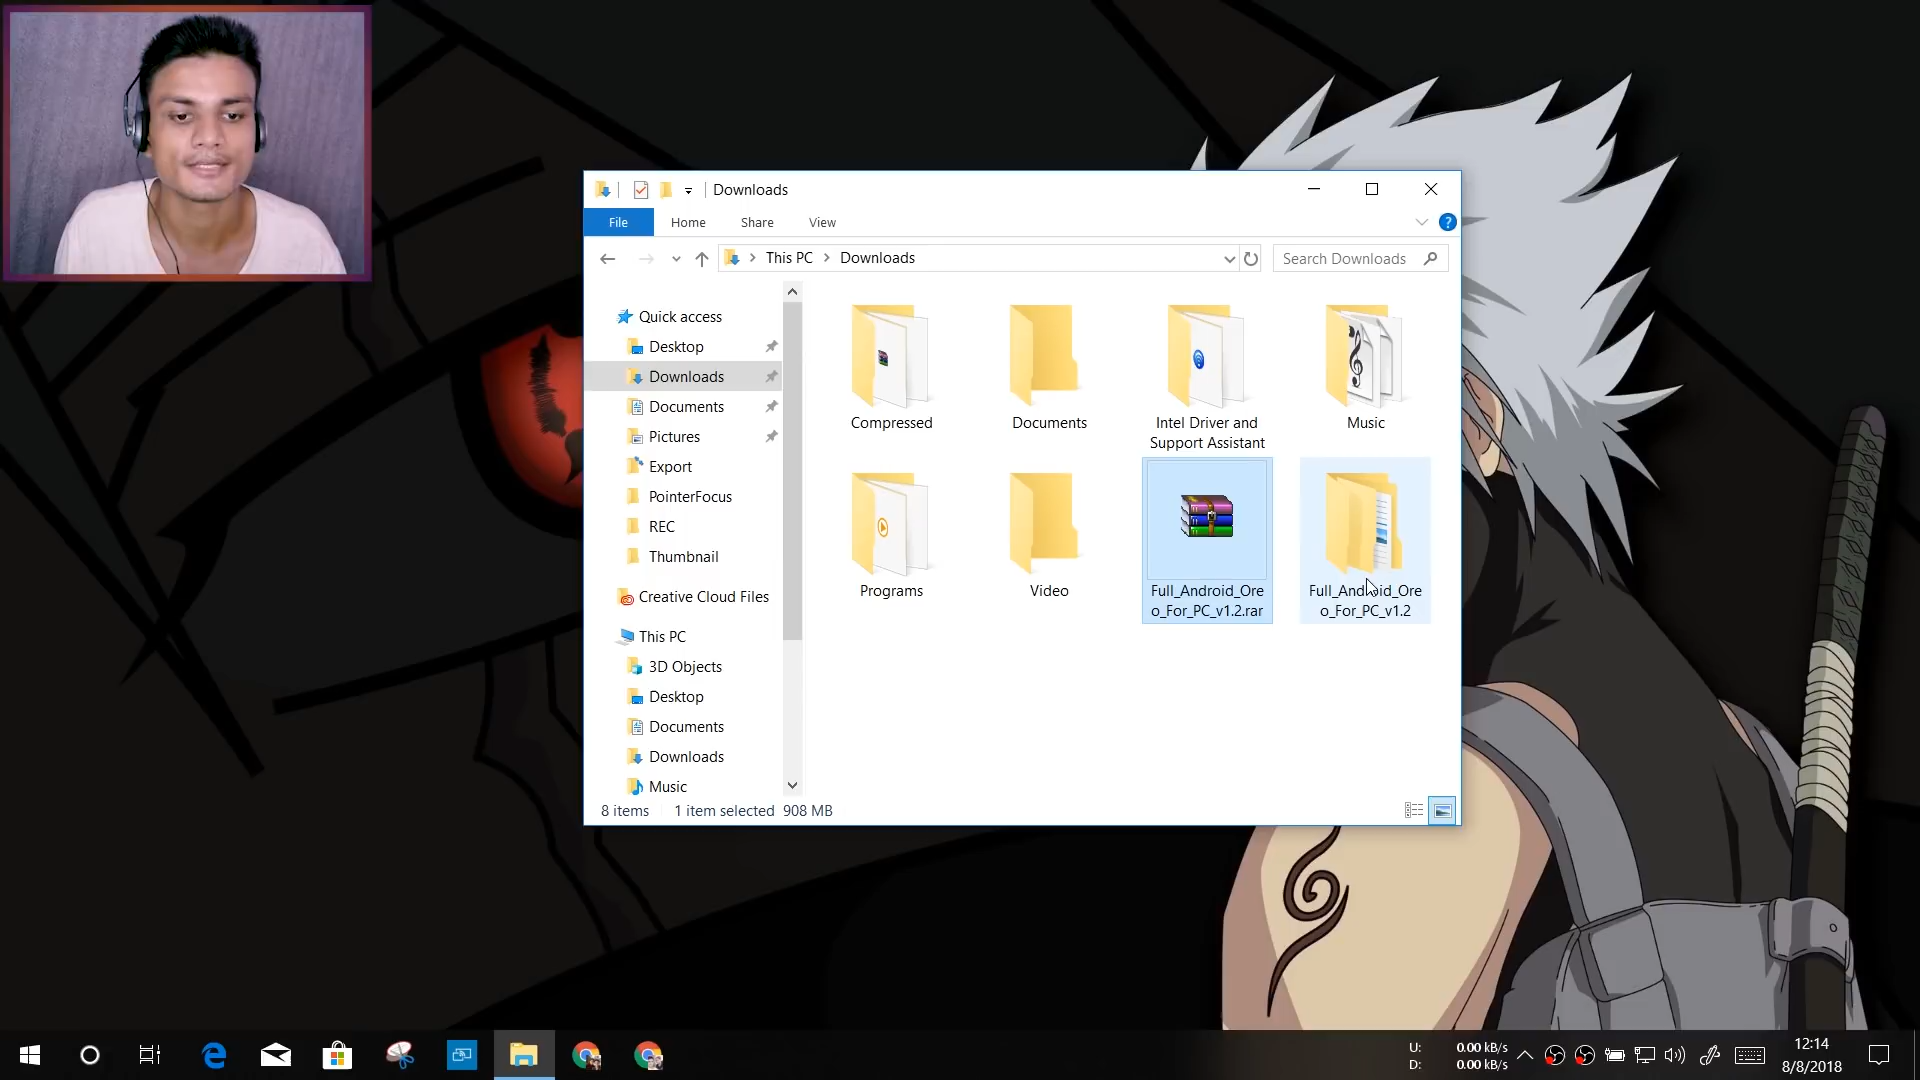 Downloads
File
Home
Share
View
This PC
Downloads
Search Downloads
Quick access
Desktop
Downloads
Documents
Pictures
Export
PointerFocus
REC
Thumbnail
Creative Cloud Files
This PC
3D Objects
Desktop
Documents
Downloads
Music
Compressed
Documents
Intel Driver and
Support Assistant
Music
Programs
Video
Full_Android_Ore
o_For_PC_v1.2.rar
Full_Android_Ore
o_For_PC_v1.2
8 items
1 item selected 908 MB
U: 0.00 kB/s
D: 0.00 kB/s
12:14
8/8/2018